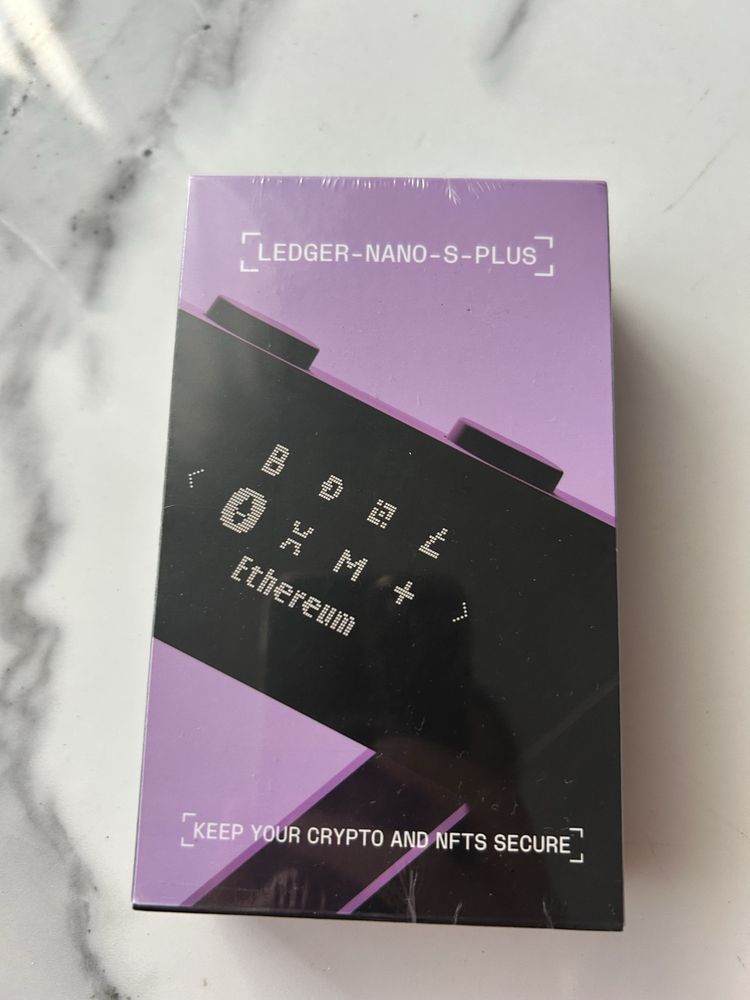 LEDGER-NANO-S-PLUS
Ethereum
KEEP YOUR CRYPTO AND NFTS SECURE